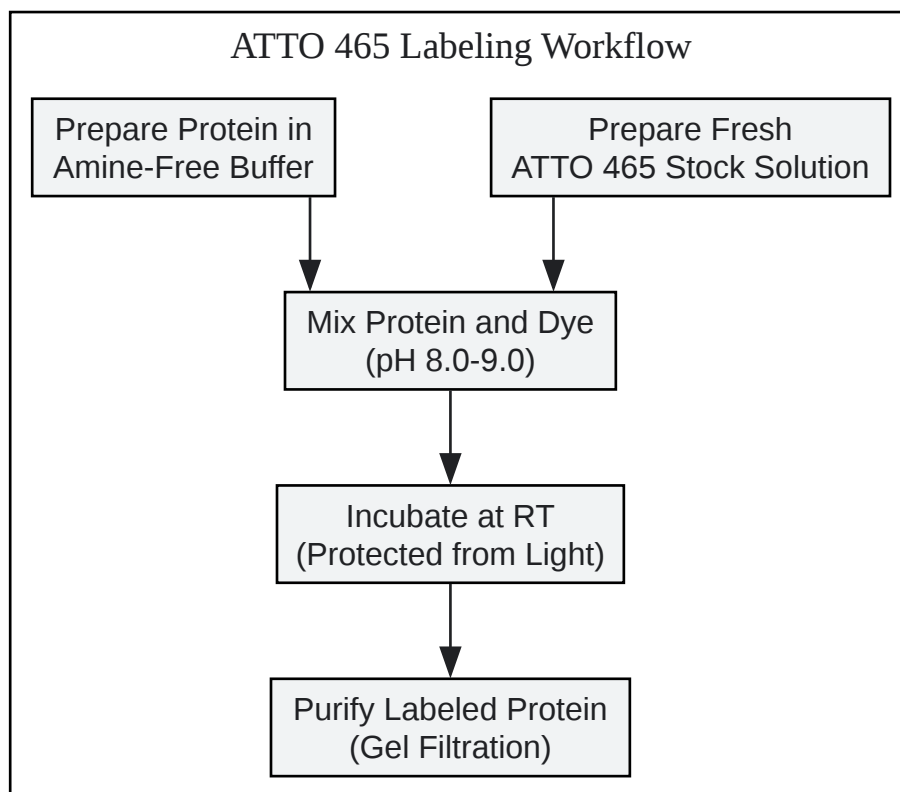 ATTO 465 Labeling Workflow
Prepare Protein in
Amine-Free Buffer
Prepare Fresh
ATTO 465 Stock Solution
Mix Protein and Dye
(pH 8.0-9.0)
Incubate at RT
(Protected from Light)
Purify Labeled Protein
(Gel Filtration)